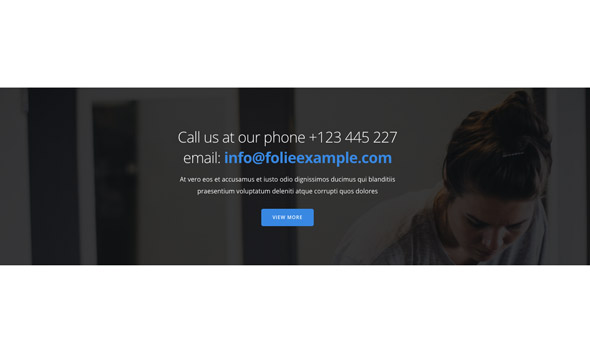 Call us at our phone +123 445 227
email: info@folieexample.com
At vero eos et accusamus et iusto odio dignissimos ducimus qui blanditiis
praesentium voluptatum deleniti atque corrupti quos dolores
VIEW MORE